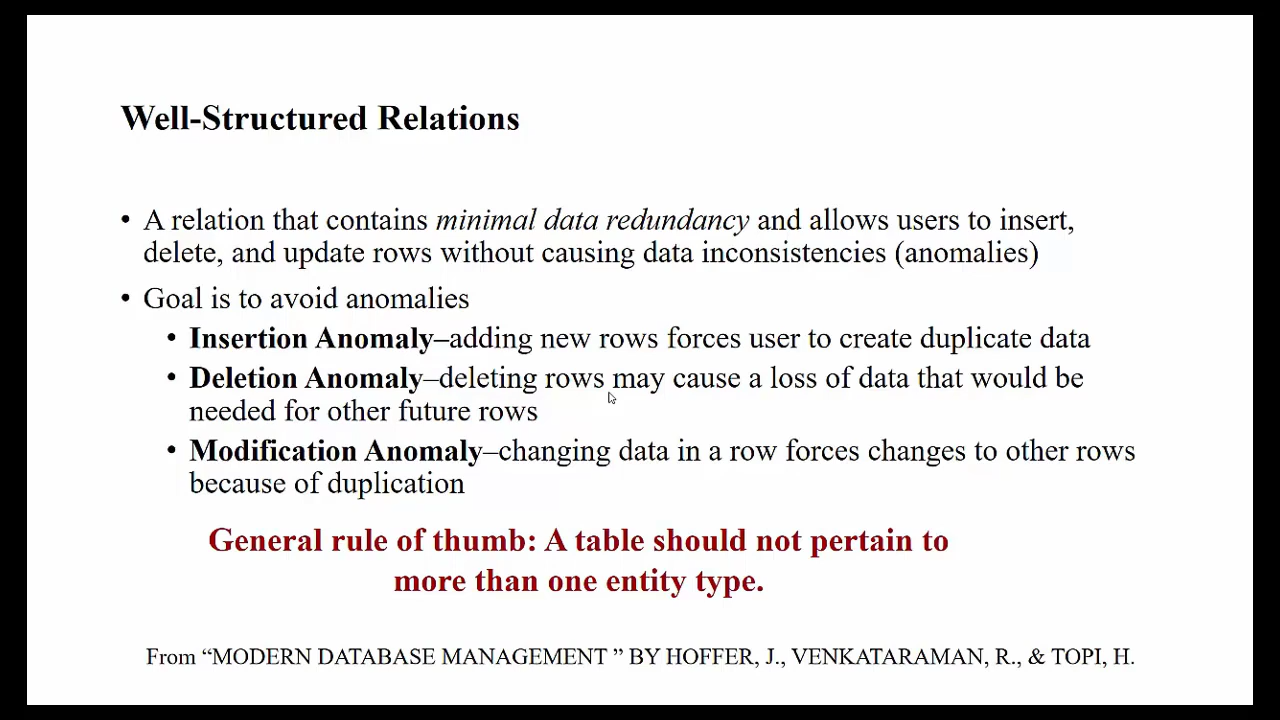 Well-Structured Relations
• A relation that contains minimal data redundancy and allows users to insert,
delete, and update rows without causing data inconsistencies (anomalies)
• Goal is to avoid anomalies
• Insertion Anomaly–adding new rows forces user to create duplicate data
• Deletion Anomaly–deleting rows may cause a loss of data that would be
needed for other future rows
• Modification Anomaly–changing data in a row forces changes to other rows
because of duplication
General rule of thumb: A table should not pertain to
more than one entity type.
From “MODERN DATABASE MANAGEMENT ” BY HOFFER, J., VENKATARAMAN, R., & TOPI, H.